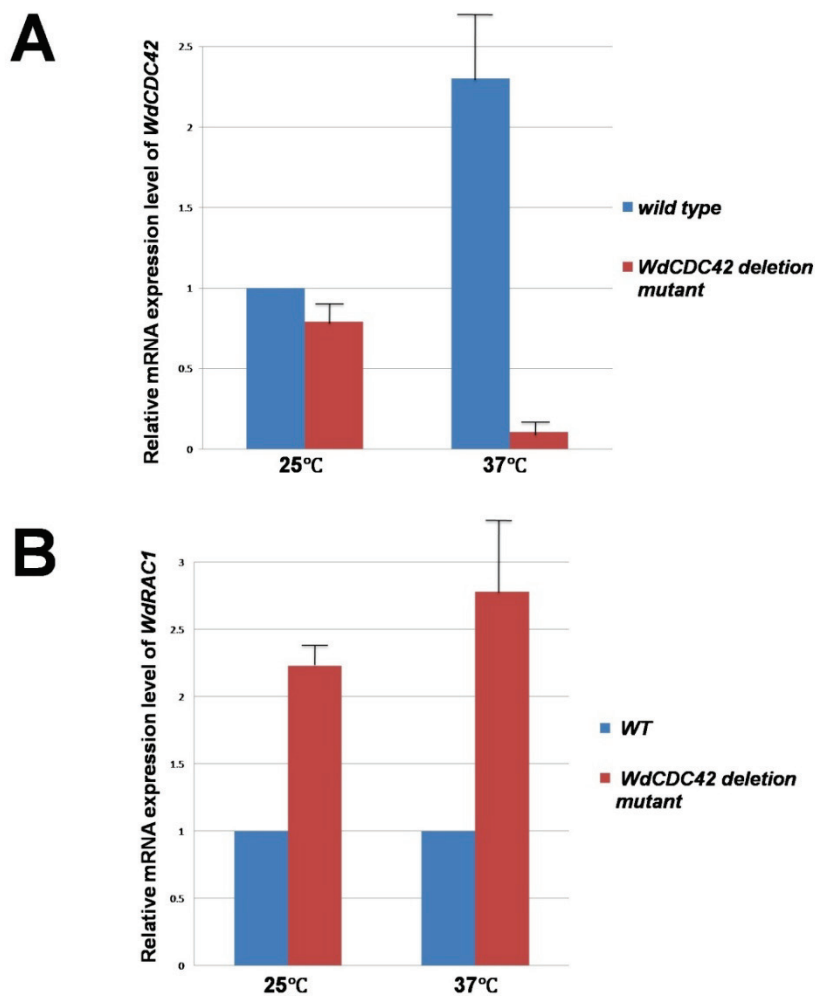 A
Relative mRNA expression level of WdCDC42
2.5
2
1.5
1
0.5
0
25°C
37°C
wild type
WdCDC42 deletion
mutant
B
Relative mRNA expression level of WdRAC1
3
2.5
2
1.5
1
0.5
0
25°C
37°C
WT
WdCDC42 deletion
mutant